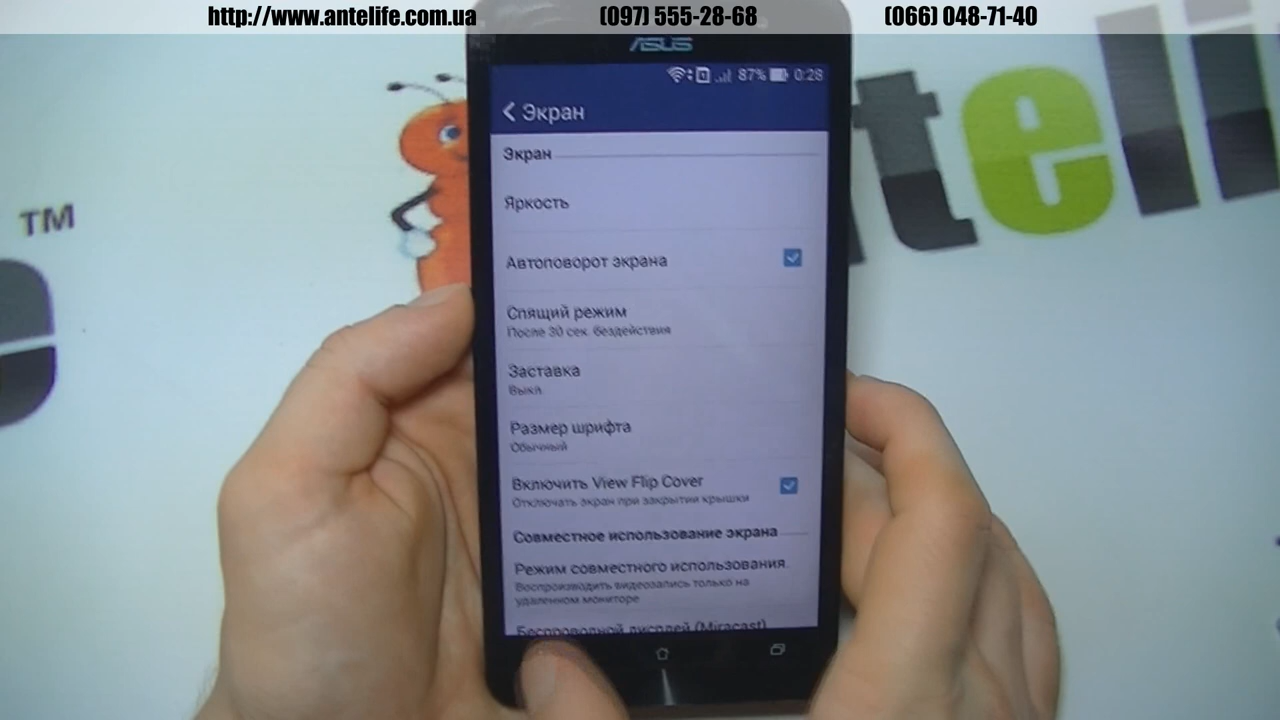 http://www.antelife.com.ua (097) 555-28-68 (066) 048-71-40
ASUS
87% 0:28
Экран
Экран
Яркость
Автоповорот экрана
Спящий режим
После 30 сек. бездействия
Заставка
Выкл.
Размер шрифта
Обычный
Включить View Flip Cover
Отключать экран при закрытии крышки
Совместное использование экрана
Режим совместного использования
Воспроизводить видеозапись только на
удаленном мониторе
Беспроводной дисплей (Miracast)
TM
teli